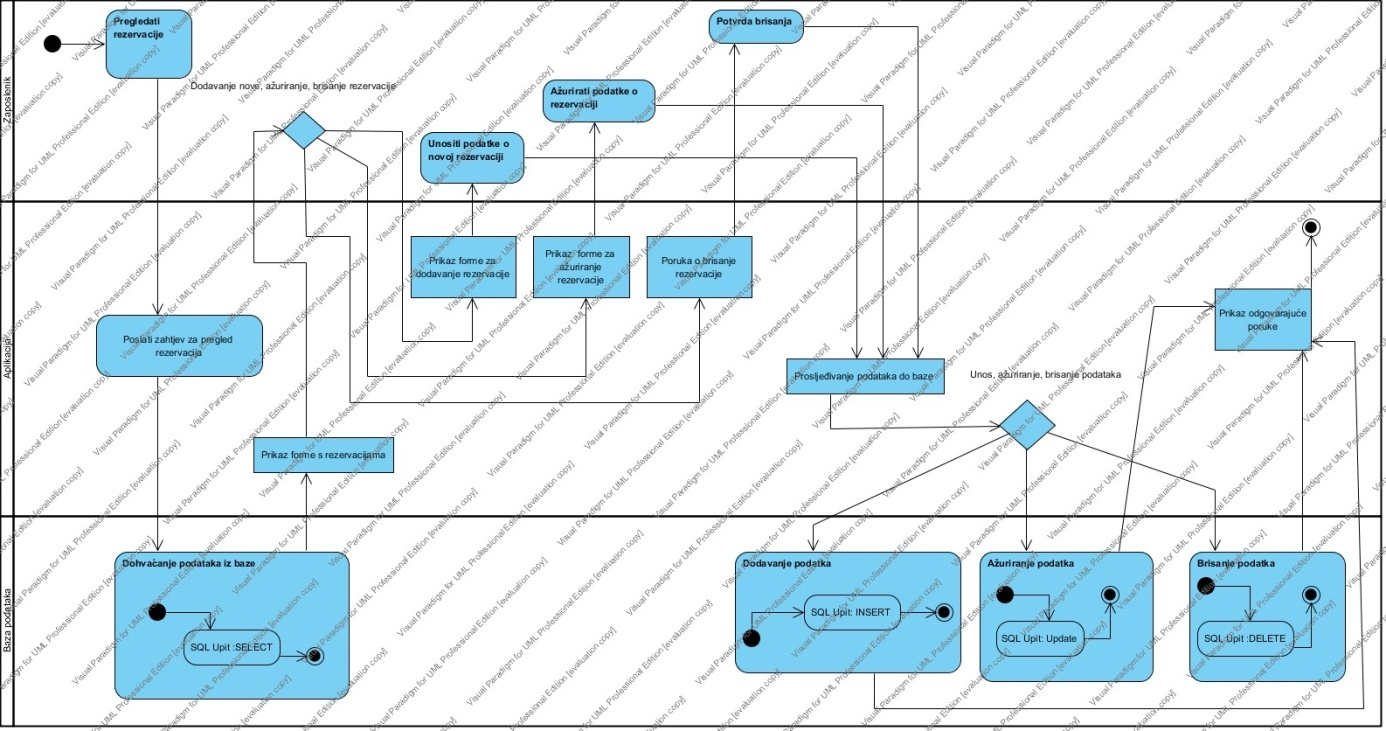 Zaposlenik
Pregledati
rezervacije
Dodavanje nove, ažuriranje, brisanje rezervacije
Unositi podatke o
novoj rezervaciji
Ažurirati podatke o
rezervaciji
Potvrda brisanja
Aplikacija
Poslati zahtjev za pregled
rezervacija
Prikaz forme s rezervacijama
Prikaz forme za
dodavanje rezervacije
Prikaz forme za
ažuriranje
rezervacije
Poruka o brisanje
rezervacije
Prosljeđivanje podataka do baze
Unos, ažuriranje, brisanje podataka
Prikaz odgovarajuće
poruke
Baza podataka
Dohvaćanje podataka iz baze
SQL Upit :SELECT
Dodavanje podatka
SQL Upit: INSERT
Ažuriranje podatka
SQL Upit: Update
Brisanje podatka
SQL Upit :DELETE
Visual Paradigm for UML Professional Edition [evaluation copy]